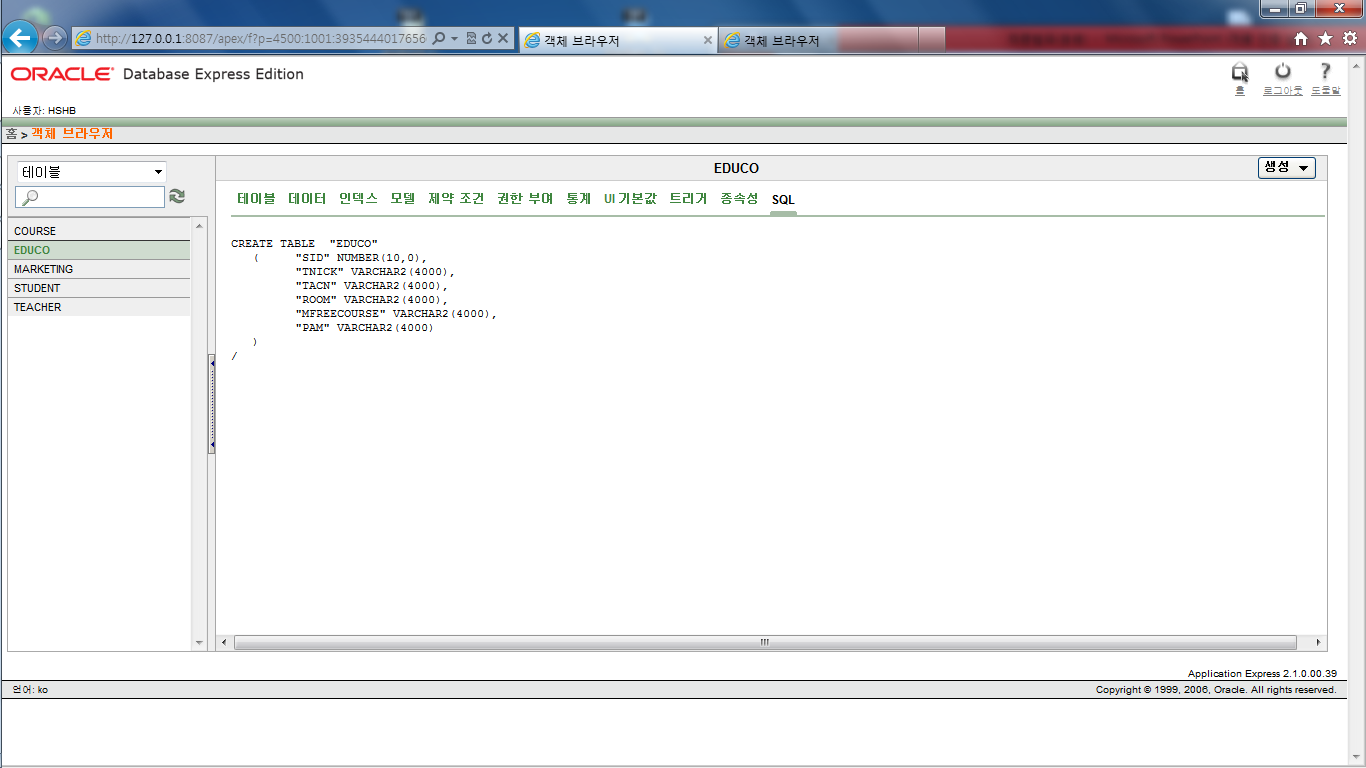 http://127.0.0.1:8087/apex/f?p=4500:1001:3935444017656
객체 브라우저
객체 브라우저
ORACLE Database Express Edition
홈 로그아웃 도움말
사용자: HSHB
홈 > 객체 브라우저
테이블
EDUCO
생성
테이블 데이터 인덱스 모델 제약 조건 권한 부여 통계 UI 기본값 트리거 종속성 SQL
COURSE
EDUCO
MARKETING
STUDENT
TEACHER
CREATE TABLE "EDUCO"
( "SID" NUMBER(10,0),
"TNICK" VARCHAR2(4000),
"TACN" VARCHAR2(4000),
"ROOM" VARCHAR2(4000),
"MFREECOURSE" VARCHAR2(4000),
"PAM" VARCHAR2(4000)
)
/
Application Express 2.1.0.00.39
언어: ko
Copyright © 1999, 2006, Oracle. All rights reserved.